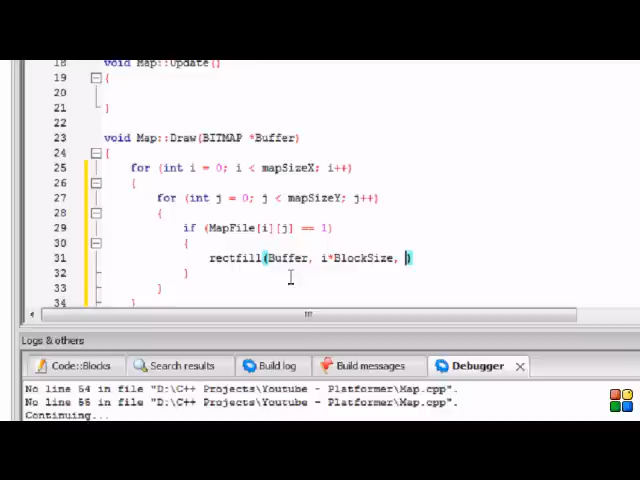 18 void Map::Update()
19 {
20
21 }
22
23 void Map::Draw(BITMAP *Buffer)
24 {
25 for (int i = 0; i < mapSizeX; i++)
26 {
27 for (int j = 0; j < mapSizeY; j++)
28 {
29 if (MapFile[i][j] == 1)
30 {
31 rectfill(Buffer, i*BlockSize, )
32 }
33 }
34 }
Logs & others
Code::Blocks Search results Build log Build messages Debugger
No line 54 in file "D:\C++ Projects\Youtube - Platformer\Map.cpp".
No line 55 in file "D:\C++ Projects\Youtube - Platformer\Map.cpp".
Continuing...